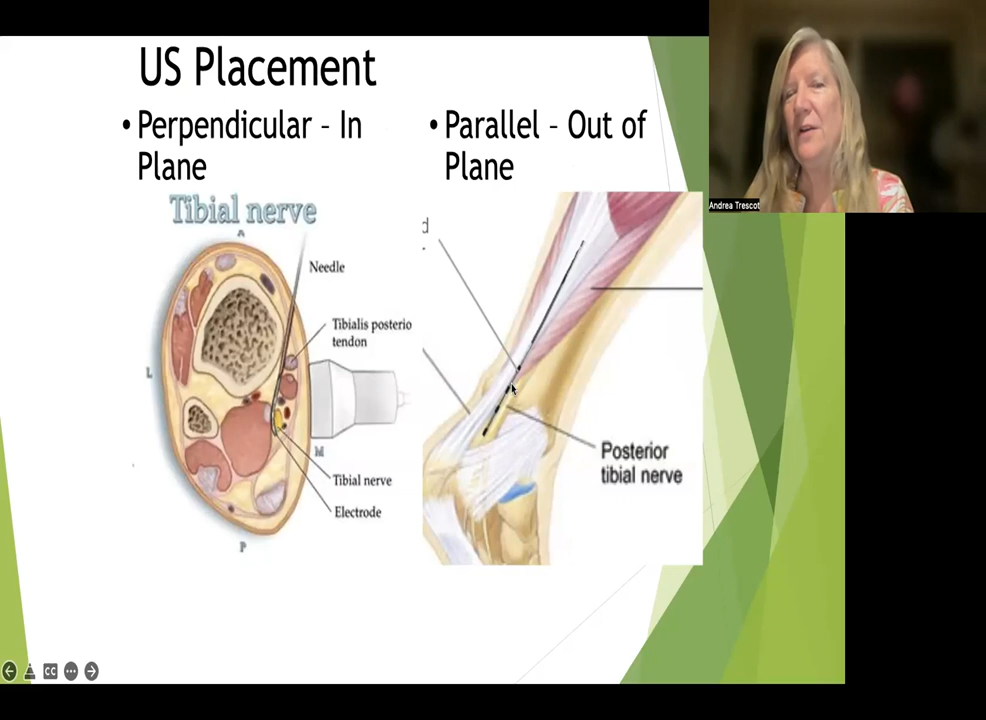 US Placement
• Perpendicular – In
Plane
• Parallel – Out of
Plane
Tibial nerve
A
Needle
Tibialis posterio
tendon
L
M
Tibial nerve
Electrode
P
d
Posterior
tibial nerve
Andrea Trescot
CC